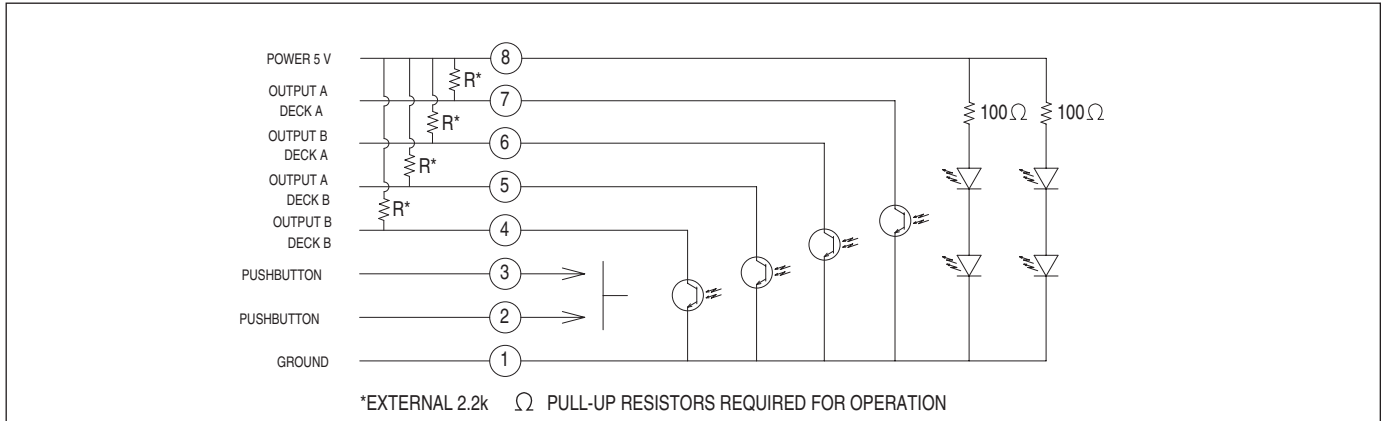 POWER 5 V
8
R*
OUTPUT A
DECK A
7
100Ω
100Ω
R*
OUTPUT B
DECK A
6
R*
OUTPUT A
DECK B
5
R*
OUTPUT B
DECK B
4
PUSHBUTTON
3
PUSHBUTTON
2
GROUND
1
*EXTERNAL 2.2k Ω PULL-UP RESISTORS REQUIRED FOR OPERATION